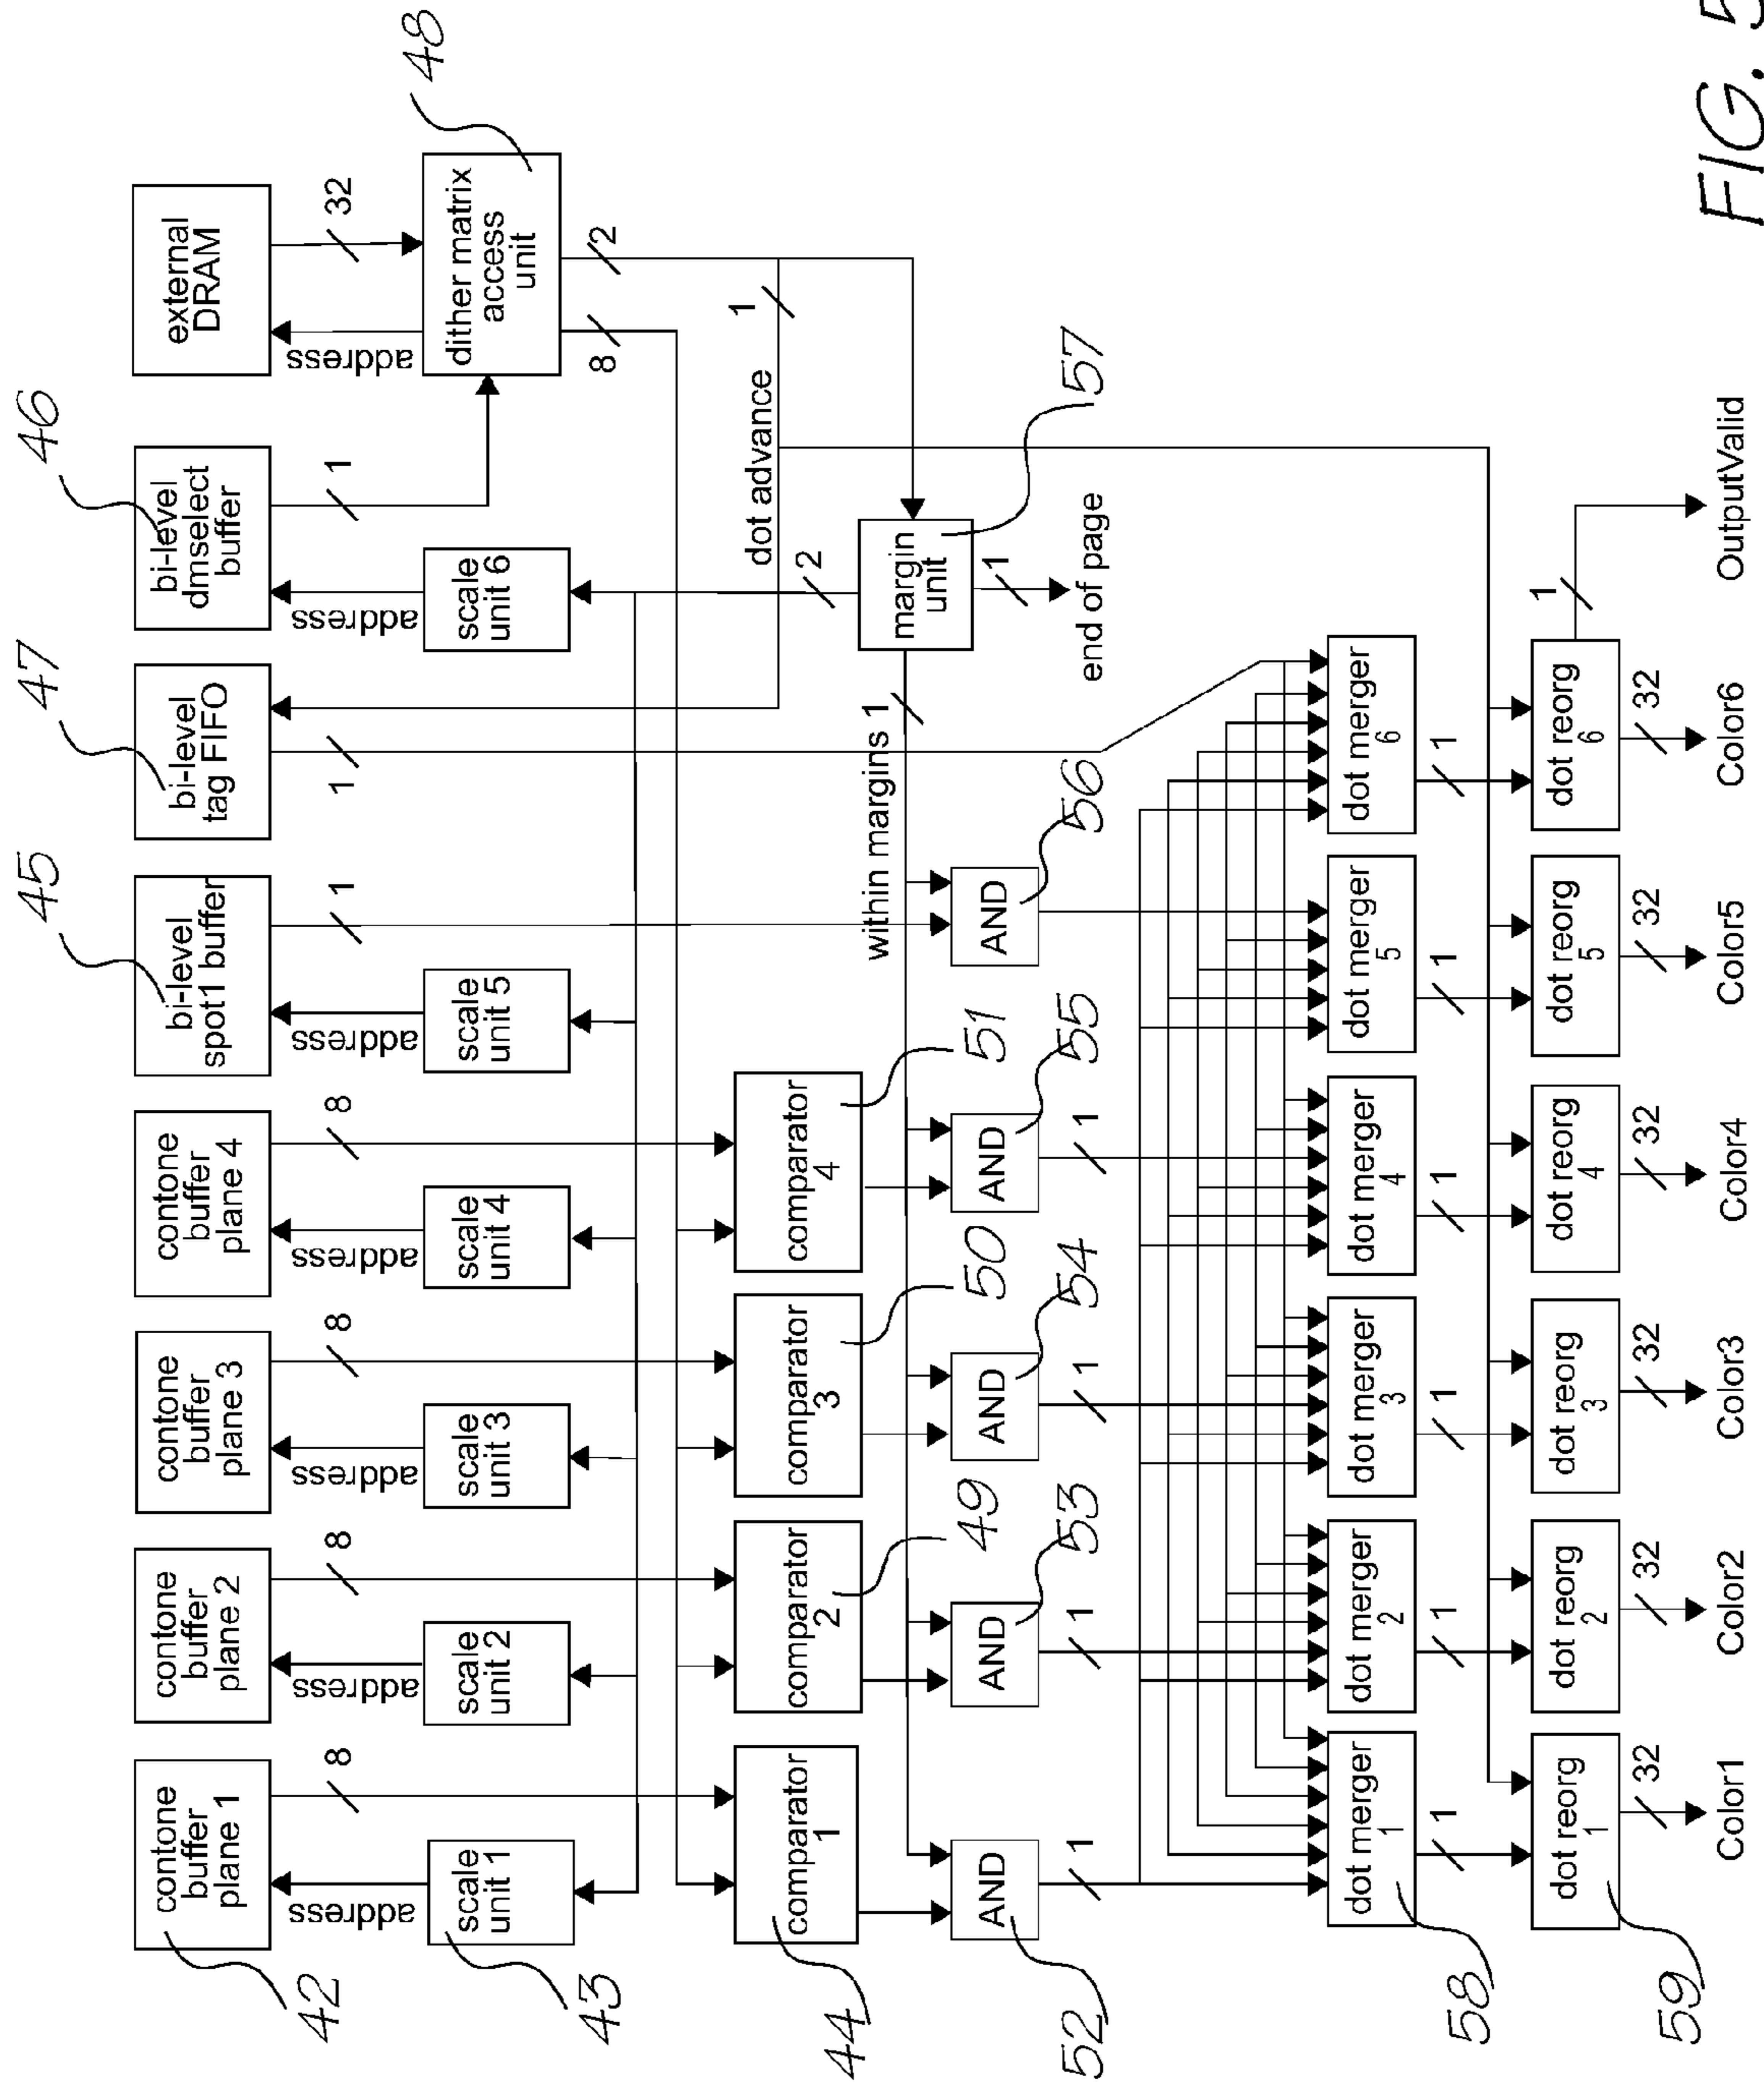 48
46
47
45
external
DRAM
bi-level
dmselect
buffer
bi-level
tag FIFO
bi-level
spot1 buffer
contone
buffer
plane 4
contone
buffer
plane 3
contone
buffer
plane 2
contone
buffer
plane 1
42
address
32
1
1
1
8
8
8
8
address
address
address
address
address
address
dither matrix
access
unit
scale
unit 6
scale
unit 5
scale
unit 4
scale
unit 3
scale
unit 2
scale
unit 1
43
8
2
1
dot advance
2
57
margin
unit
1
end of page
within margins 1
comparator
4
51
comparator
3
50
comparator
2
49
comparator
1
44
AND
56
AND
55
AND
54
AND
53
AND
52
1
1
1
1
dot merger
6
dot merger
5
dot merger
4
dot merger
3
dot merger
2
dot merger
1
58
1
1
1
1
1
1
1
dot reorg
6
dot reorg
5
dot reorg
4
dot reorg
3
dot reorg
2
dot reorg
1
59
32
32
32
32
32
32
OutputValid
Color6
Color5
Color4
Color3
Color2
Color1
FIG. 5